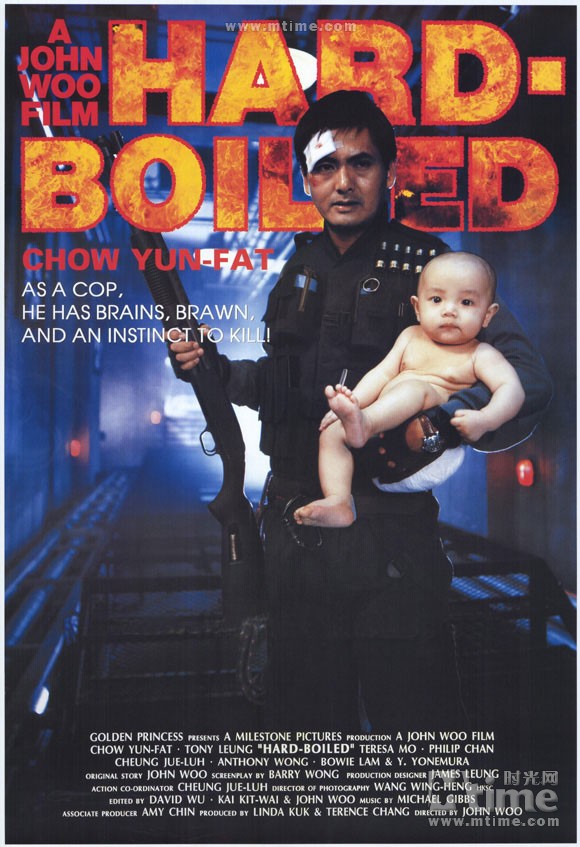 www.mtime.com
A
JOHN
WOO
FILM
HARD-
BOILED
CHOW YUN-FAT
AS A COP,
HE HAS BRAINS, BRAWN,
AND AN INSTINCT TO KILL!
GOLDEN PRINCESS PRESENTS A MILESTONE PICTURES PRODUCTION A JOHN WOO FILM
CHOW YUN-FAT · TONY LEUNG "HARD-BOILED" TERESA MO · PHILIP CHAN
CHEUNG JUE-LUH · ANTHONY WONG · BOWIE LAM & Y. YONEMURA
ORIGINAL STORY JOHN WOO SCREENPLAY BY BARRY WONG PRODUCTION DESIGNER JAMES LEUNG
ACTION CO-ORDINATOR CHEUNG JUE-LUH DIRECTOR OF PHOTOGRAPHY WANG WING-HENG HKSC
EDITED BY DAVID WU · KAI KIT-WAI & JOHN WOO MUSIC BY MICHAEL GIBBS
ASSOCIATE PRODUCER AMY CHIN PRODUCED BY LINDA KUK & TERENCE CHANG DIRECTED BY JOHN WOO
时光网
www.mtime.com